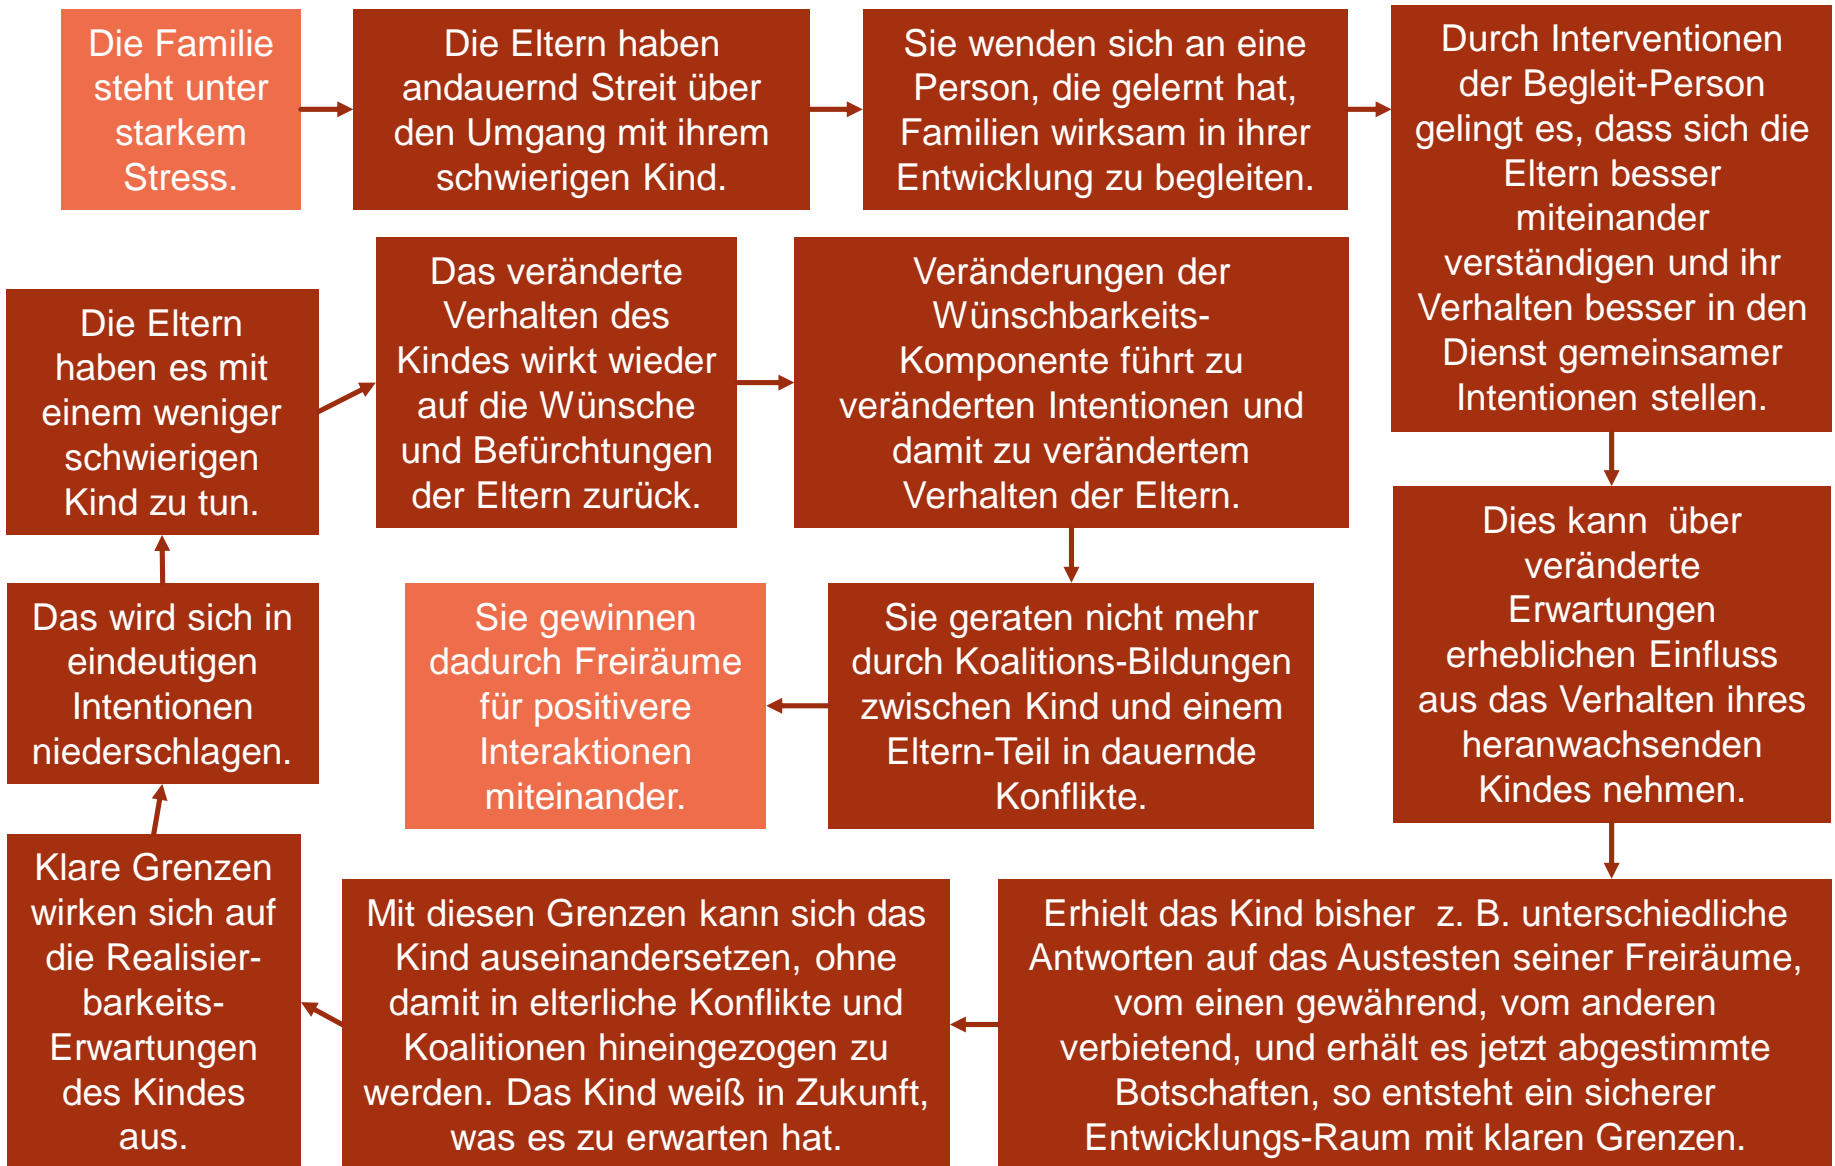 Die Familie
steht unter
starkem
Stress.
Die Eltern haben
andauernd Streit über
den Umgang mit ihrem
schwierigen Kind.
Sie wenden sich an eine
Person, die gelernt hat,
Familien wirksam in ihrer
Entwicklung zu begleiten.
Durch Interventionen
der Begleit-Person
gelingt es, dass sich die
Eltern besser
miteinander
verständigen und ihr
Verhalten besser in den
Dienst gemeinsamer
Intentionen stellen.
Dies kann  über
veränderte
Erwartungen
erheblichen Einfluss
aus das Verhalten ihres
heranwachsenden
Kindes nehmen.
Erhielt das Kind bisher  z. B. unterschiedliche
Antworten auf das Austesten seiner Freiräume,
vom einen gewährend, vom anderen
verbietend, und erhält es jetzt abgestimmte
Botschaften, so entsteht ein sicherer
Entwicklungs-Raum mit klaren Grenzen.
Mit diesen Grenzen kann sich das
Kind auseinandersetzen, ohne
damit in elterliche Konflikte und
Koalitionen hineingezogen zu
werden. Das Kind weiß in Zukunft,
was es zu erwarten hat.
Klare Grenzen
wirken sich auf
die Realisier-
barkeits-
Erwartungen
des Kindes
aus.
Das wird sich in
eindeutigen
Intentionen
niederschlagen.
Die Eltern
haben es mit
einem weniger
schwierigen
Kind zu tun.
Das veränderte
Verhalten des
Kindes wirkt wieder
auf die Wünsche
und Befürchtungen
der Eltern zurück.
Veränderungen der
Wünschbarkeits-
Komponente führt zu
veränderten Intentionen und
damit zu verändertem
Verhalten der Eltern.
Sie geraten nicht mehr
durch Koalitions-Bildungen
zwischen Kind und einem
Eltern-Teil in dauernde
Konflikte.
Sie gewinnen
dadurch Freiräume
für positivere
Interaktionen
miteinander.